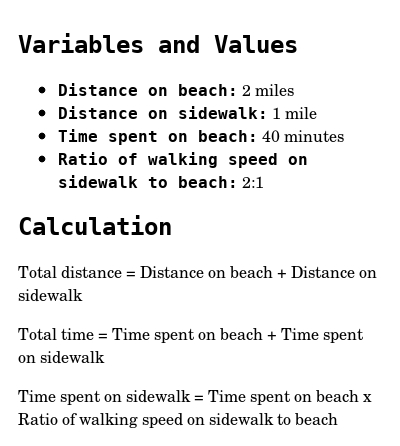 Variables and Values
• Distance on beach: 2 miles
• Distance on sidewalk: 1 mile
• Time spent on beach: 40 minutes
• Ratio of walking speed on
sidewalk to beach: 2:1
Calculation
Total distance = Distance on beach + Distance on
sidewalk
Total time = Time spent on beach + Time spent
on sidewalk
Time spent on sidewalk = Time spent on beach x
Ratio of walking speed on sidewalk to beach